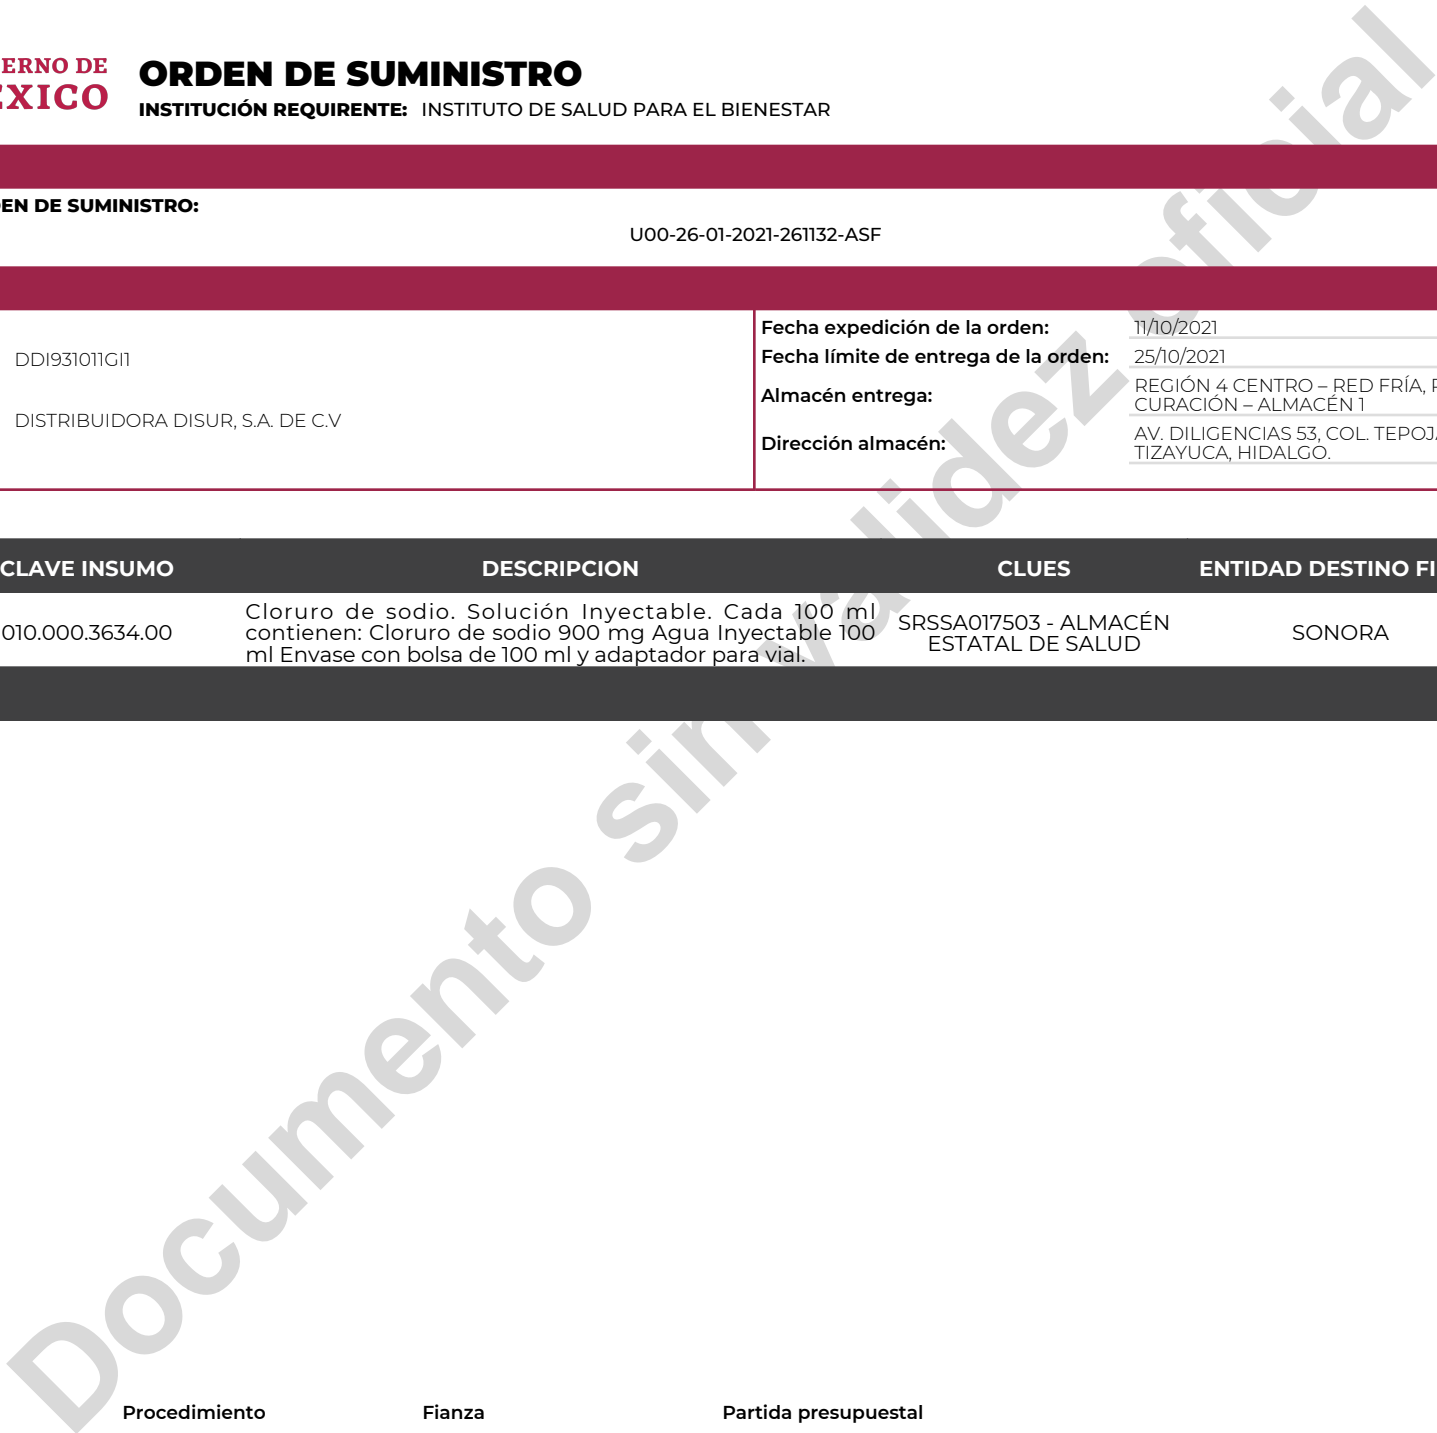 ERNO DE
ÉXICO
ORDEN DE SUMINISTRO
INSTITUCIÓN REQUIRENTE: INSTITUTO DE SALUD PARA EL BIENESTAR
EN DE SUMINISTRO:
U00-26-01-2021-261132-ASF
DDI931011GI1
DISTRIBUIDORA DISUR, S.A. DE C.V
Fecha expedición de la orden: 11/10/2021
Fecha límite de entrega de la orden: 25/10/2021
Almacén entrega: REGIÓN 4 CENTRO – RED FRÍA,
CURACIÓN – ALMACÉN 1
Dirección almacén: AV. DILIGENCIAS 53, COL. TEPOJ
TIZAYUCA, HIDALGO.
CLAVE INSUMO DESCRIPCION CLUES ENTIDAD DESTINO FI
010.000.3634.00
Cloruro de sodio. Solución Inyectable. Cada 100 ml
contienen: Cloruro de sodio 900 mg Agua Inyectable 100
ml Envase con bolsa de 100 ml y adaptador para vial.
SRSSA017503 - ALMACÉN
ESTATAL DE SALUD
SONORA
Documento sin validez oficial
Procedimiento Fianza Partida presupuestal